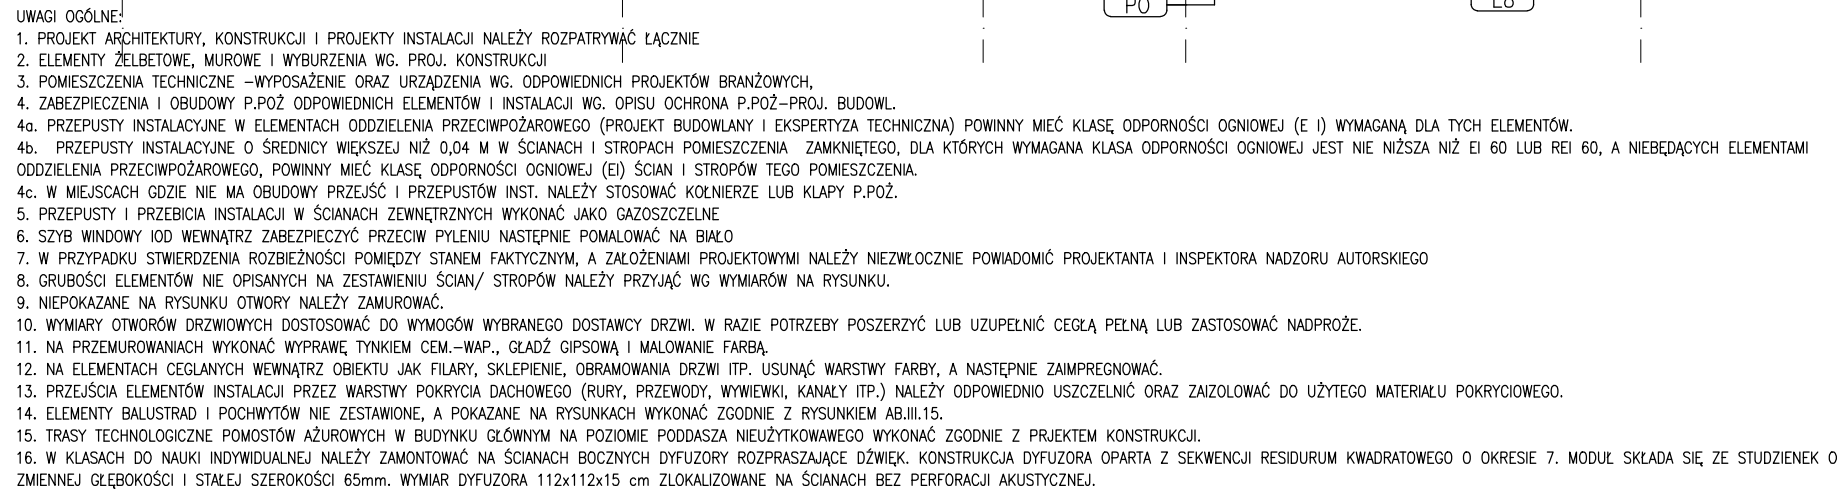 P0
E8
UWAGI OGÓLNE:
1. PROJEKT ARCHITEKTURY, KONSTRUKCJI I PROJEKTY INSTALACJI NALEŻY ROZPATRYWAĆ ŁĄCZNIE
2. ELEMENTY ŻELBETOWE, MUROWE I WYBURZENIA WG. PROJ. KONSTRUKCJI
3. POMIESZCZENIA TECHNICZNE –WYPOSAŻENIE ORAZ URZĄDZENIA WG. ODPOWIEDNICH PROJEKTÓW BRANŻOWYCH,
4. ZABEZPIECZENIA I OBUDOWY P.POŻ ODPOWIEDNICH ELEMENTÓW I INSTALACJI WG. OPISU OCHRONA P.POŻ–PROJ. BUDOWL.
4a. PRZEPUSTY INSTALACYJNE W ELEMENTACH ODDZIELENIA PRZECIWPOŻAROWEGO (PROJEKT BUDOWLANY I EKSPERTYZA TECHNICZNA) POWINNY MIEĆ KLASĘ ODPORNOŚCI OGNIOWEJ (E I) WYMAGANĄ DLA TYCH ELEMENTÓW.
4b. PRZEPUSTY INSTALACYJNE O ŚREDNICY WIĘKSZEJ NIŻ 0,04 M W ŚCIANACH I STROPACH POMIESZCZENIA ZAMKNIĘTEGO, DLA KTÓRYCH WYMAGANA KLASA ODPORNOŚCI OGNIOWEJ JEST NIE NIŻSZA NIŻ EI 60 LUB REI 60, A NIEBĘDĄCYCH ELEMENTAMI
ODDZIELENIA PRZECIWPOŻAROWEGO, POWINNY MIEĆ KLASĘ ODPORNOŚCI OGNIOWEJ (EI) ŚCIAN I STROPÓW TEGO POMIESZCZENIA.
4c. W MIEJSCACH GDZIE NIE MA OBUDOWY PRZEJŚĆ I PRZEPUSTÓW INST. NALEŻY STOSOWAĆ KOŁNIERZE LUB KLAPY P.POŻ.
5. PRZEPUSTY I PRZEBICIA INSTALACJI W ŚCIANACH ZEWNĘTRZNYCH WYKONAĆ JAKO GAZOSZCZELNE
6. SZYB WINDOWY IOD WEWNĄTRZ ZABEZPIECZYĆ PRZECIW PYLENIU NASTĘPNIE POMALOWAĆ NA BIAŁO
7. W PRZYPADKU STWIERDZENIA ROZBIEŻNOŚCI POMIĘDZY STANEM FAKTYCZNYM, A ZAŁOŻENIAMI PROJEKTOWYMI NALEŻY NIEZWŁOCZNIE POWIADOMIĆ PROJEKTANTA I INSPEKTORA NADZORU AUTORSKIEGO
8. GRUBOŚCI ELEMENTÓW NIE OPISANYCH NA ZESTAWIENIU ŚCIAN/ STROPÓW NALEŻY PRZYJĄĆ WG WYMIARÓW NA RYSUNKU.
9. NIEPOKAZANE NA RYSUNKU OTWORY NALEŻY ZAMUROWAĆ.
10. WYMIARY OTWORÓW DRZWIOWYCH DOSTOSOWAĆ DO WYMOGÓW WYBRANEGO DOSTAWCY DRZWI. W RAZIE POTRZEBY POSZERZYĆ LUB UZUPEŁNIĆ CEGŁĄ PEŁNĄ LUB ZASTOSOWAĆ NADPROŻE.
11. NA PRZEMUROWANIACH WYKONAĆ WYPRAWĘ TYNKIEM CEM.–WAP., GŁADŹ GIPSOWĄ I MALOWANIE FARBĄ.
12. NA ELEMENTACH CEGLANYCH WEWNĄTRZ OBIEKTU JAK FILARY, SKLEPIENIE, OBRAMOWANIA DRZWI ITP. USUNĄĆ WARSTWY FARBY, A NASTĘPNIE ZAIMPREGNOWAĆ.
13. PRZEJŚCIA ELEMENTÓW INSTALACJI PRZEZ WARSTWY POKRYCIA DACHOWEGO (RURY, PRZEWODY, WYWIEWKI, KANAŁY ITP.) NALEŻY ODPOWIEDNIO USZCZELNIĆ ORAZ ZAIZOLOWAĆ DO UŻYTEGO MATERIAŁU POKRYCIOWEGO.
14. ELEMENTY BALUSTRAD I POCHWYTÓW NIE ZESTAWIONE, A POKAZANE NA RYSUNKACH WYKONAĆ ZGODNIE Z RYSUNKIEM AB.III.15.
15. TRASY TECHNOLOGICZNE POMOSTÓW AŻUROWYCH W BUDYNKU GŁÓWNYM NA POZIOMIE PODDASZA NIEUŻYTKOWAWEGO WYKONAĆ ZGODNIE Z PRJEKTEM KONSTRUKCJI.
16. W KLASACH DO NAUKI INDYWIDUALNEJ NALEŻY ZAMONTOWAĆ NA ŚCIANACH BOCZNYCH DYFUZORY ROZPRASZAJĄCE DŹWIĘK. KONSTRUKCJA DYFUZORA OPARTA Z SEKWENCJI RESIDURUM KWADRATOWEGO O OKRESIE 7. MODUŁ SKŁADA SIĘ ZE STUDZIENEK O
ZMIENNEJ GŁĘBOKOŚCI I STAŁEJ SZEROKOŚCI 65mm. WYMIAR DYFUZORA 112x112x15 cm ZLOKALIZOWANE NA ŚCIANACH BEZ PERFORACJI AKUSTYCZNEJ.